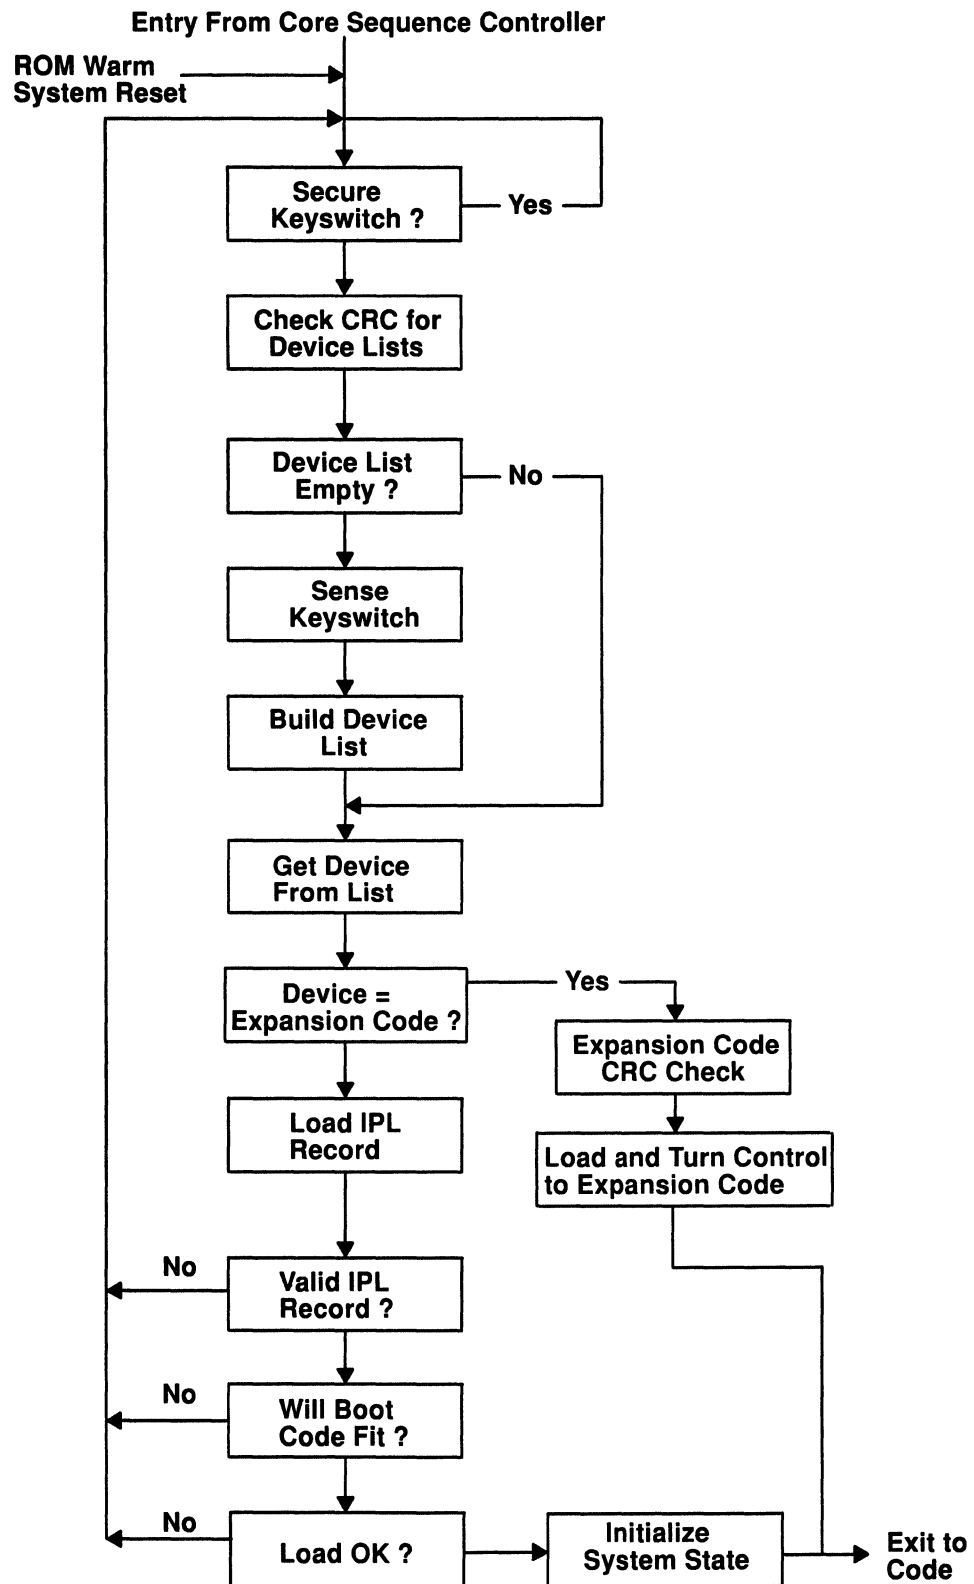 Entry From Core Sequence Controller
ROM Warm
System Reset
Secure
Keyswitch ?
Yes
Check CRC for
Device Lists
Device List
Empty ?
No
Sense
Keyswitch
Build Device
List
Get Device
From List
Device =
Expansion Code ?
Yes
Expansion Code
CRC Check
Load IPL
Record
Load and Turn Control
to Expansion Code
No
Valid IPL
Record ?
No
Will Boot
Code Fit ?
No
Load OK ?
Initialize
System State
Exit to
Code